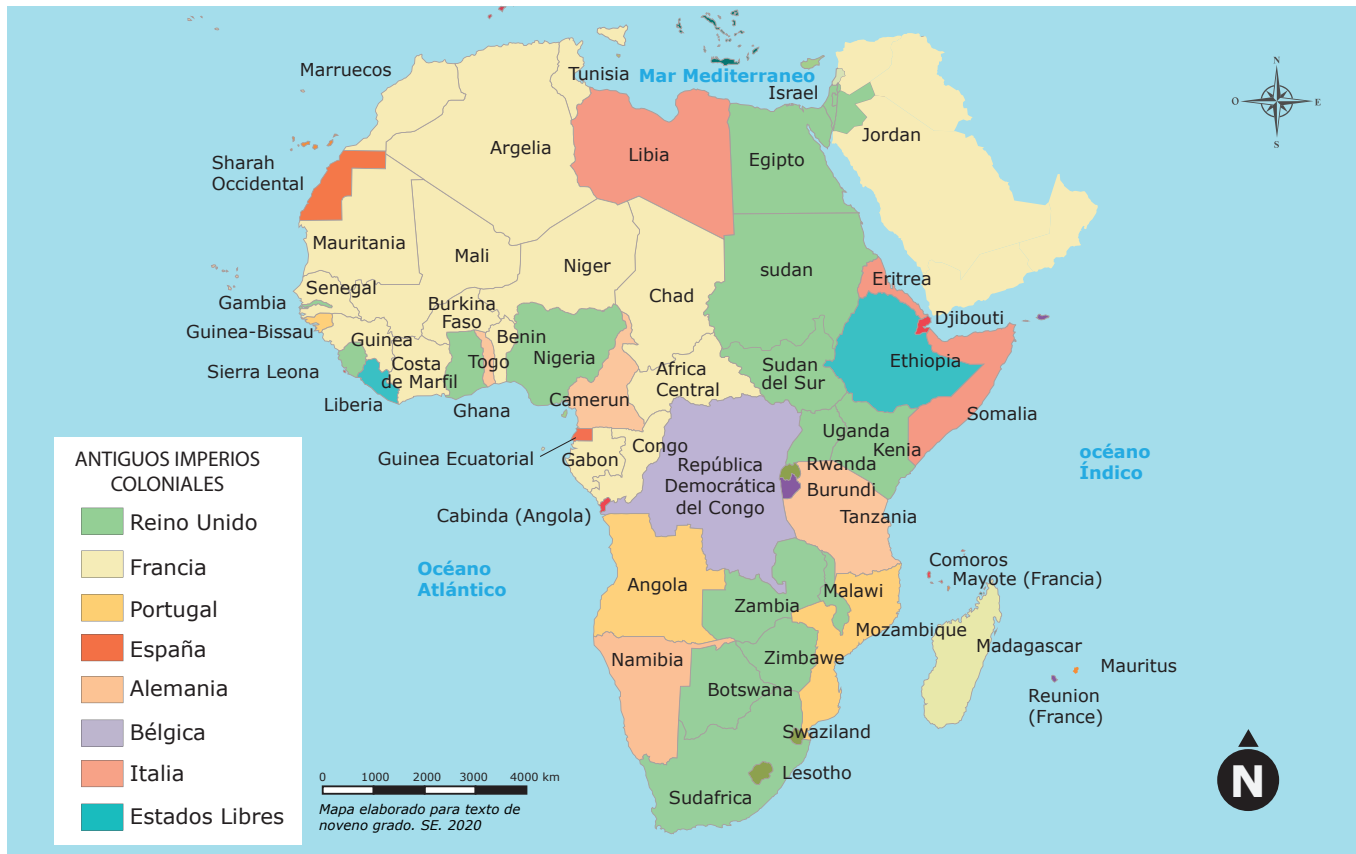 Marruecos
Tunisia
Mar Mediterraneo
Israel
N
O
E
S
Sharah
Occidental
Argelia
Libia
Egipto
Jordan
Mauritania
Mali
Niger
Chad
sudan
Eritrea
Senegal
Gambia
Burkina
Faso
Djibouti
Guinea-Bissau
Guinea
Benin
Nigeria
Ethiopia
Sierra Leona
Costa
de Marfil
Togo
Africa
Central
Sudan
del Sur
Liberia
Ghana
Camerun
Somalia
Guinea Ecuatorial
Gabon
Congo
Uganda
Kenia
océano
Índico
República
Democrática
del Congo
Rwanda
Burundi
Tanzania
Cabinda (Angola)
Océano
Atlántico
Angola
Zambia
Malawi
Comoros
Mayote (Francia)
Mozambique
Madagascar
Mauritus
Reunion
(France)
Namibia
Zimbawe
Botswana
Swaziland
Lesotho
Sudafrica
ANTIGUOS IMPERIOS
COLONIALES
Reino Unido
Francia
Portugal
España
Alemania
Bélgica
Italia
Estados Libres
0 1000 2000 3000 4000 km
Mapa elaborado para texto de
noveno grado. SE. 2020
N